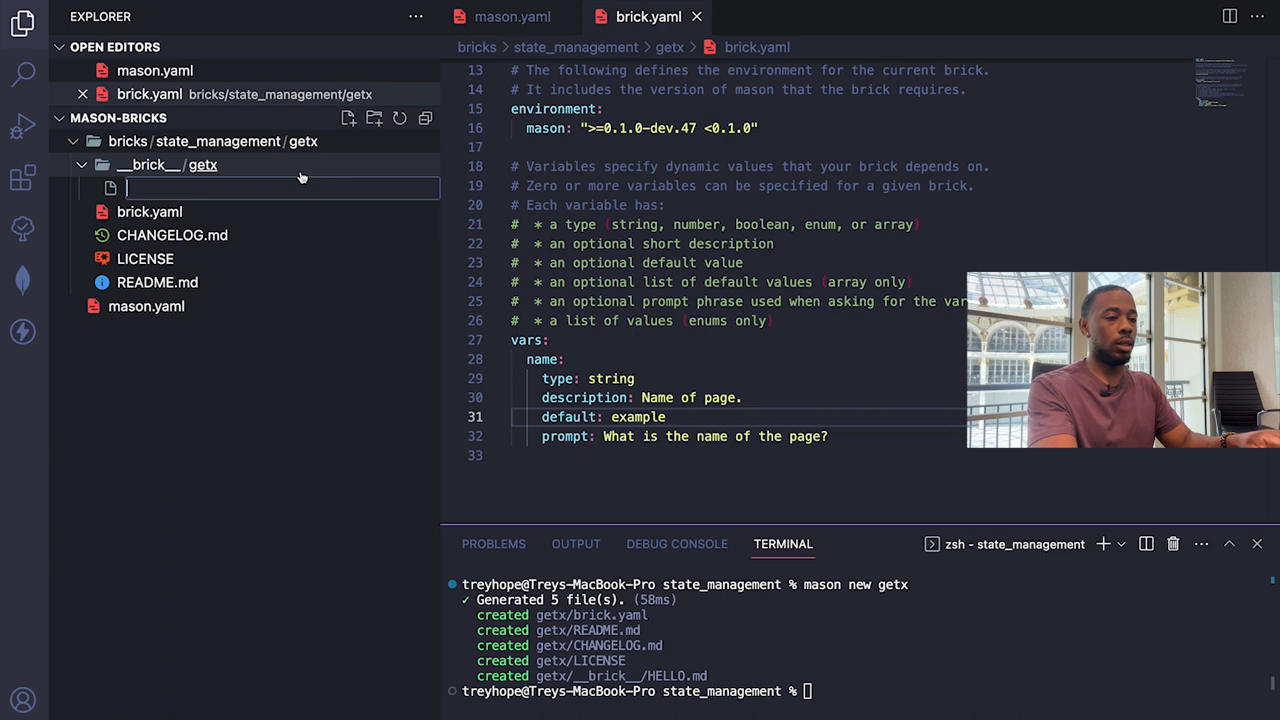 EXPLORER
OPEN EDITORS
mason.yaml
brick.yaml bricks/state_management/getx
MASON-BRICKS
bricks / state_management / getx
__brick__ / getx
brick.yaml
CHANGELOG.md
LICENSE
README.md
mason.yaml
mason.yaml
brick.yaml
bricks > state_management > getx > brick.yaml
13 # The following defines the environment for the current brick.
14 # It includes the version of mason that the brick requires.
15 environment:
16 mason: ">=0.1.0-dev.47 <0.1.0"
17
18 # Variables specify dynamic values that your brick depends on.
19 # Zero or more variables can be specified for a given brick.
20 # Each variable has:
21 # * a type (string, number, boolean, enum, or array)
22 # * an optional short description
23 # * an optional default value
24 # * an optional list of default values (array only)
25 # * an optional prompt phrase used when asking for the var
26 # * a list of values (enums only)
27 vars:
28 name:
29 type: string
30 description: Name of page.
31 default: example
32 prompt: What is the name of the page?
33
PROBLEMS OUTPUT DEBUG CONSOLE TERMINAL
zsh - state_management
treyhope@Treys-MacBook-Pro state_management % mason new getx
✓ Generated 5 file(s). (58ms)
created getx/brick.yaml
created getx/README.md
created getx/CHANGELOG.md
created getx/LICENSE
created getx/__brick__/HELLO.md
treyhope@Treys-MacBook-Pro state_management %